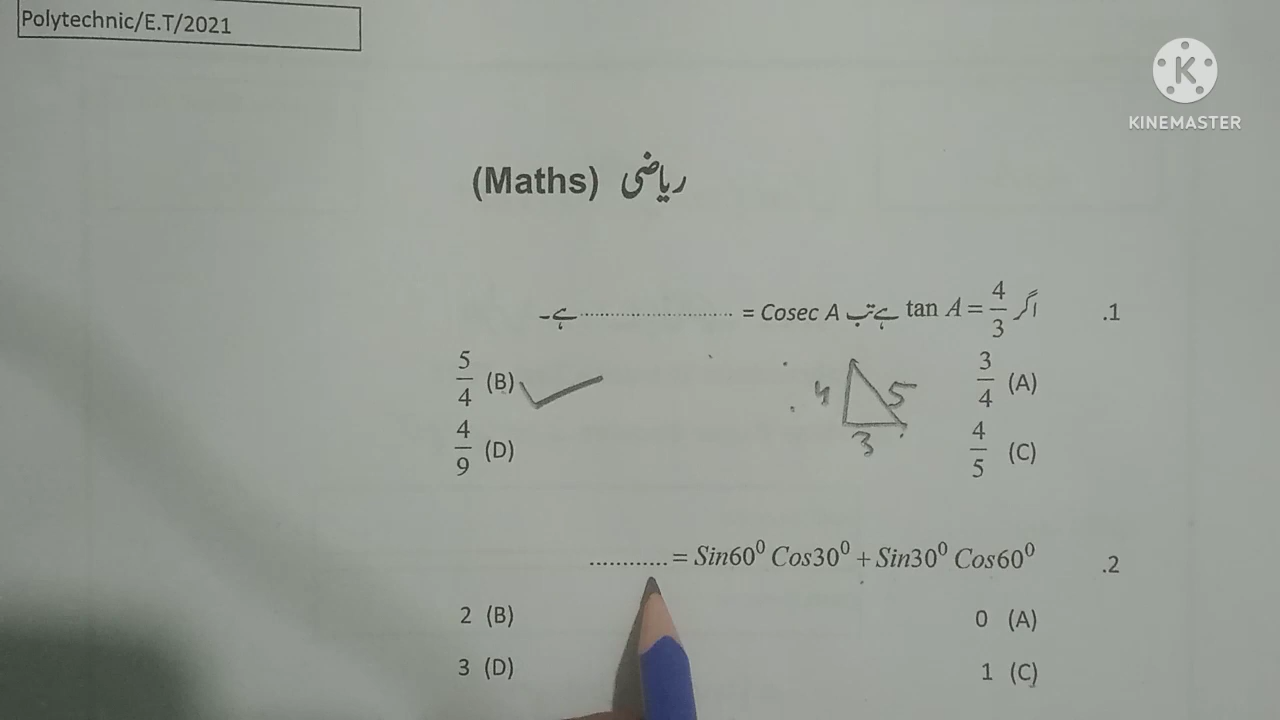 Polytechnic/E.T/2021
KINEMASTER
ریاضی (Maths)
.1 اگر tan A = 4/3 ہے تب Cosec A = ........................... ہے۔
3/4 (A) 5/4 (B)
4/5 (C) 4/9 (D)
4 5
3
.2 ............ = Sin60⁰ Cos30⁰ + Sin30⁰ Cos60⁰
0 (A) 2 (B)
1 (C) 3 (D)